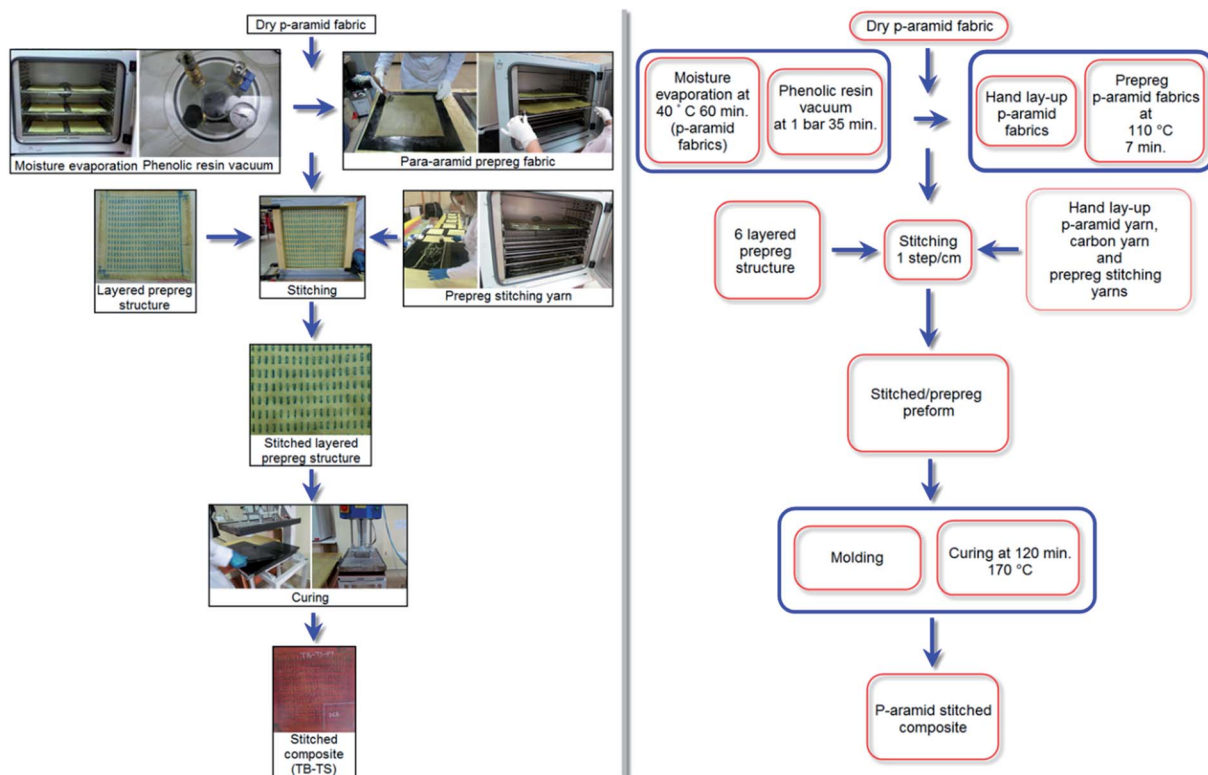 Dry p-aramid fabric
Moisture evaporation
Phenolic resin vacuum
Para-aramid prepreg fabric
Layered prepreg
structure
Stitching
Prepreg stitching yarn
Stitched layered
prepreg structure
Curing
Stitched
composite
(TB-TS)
Dry p-aramid fabric
Moisture
evaporation at
40 ˚ C 60 min.
(p-aramid
fabrics)
Phenolic resin
vacuum
at 1 bar 35 min.
Hand lay-up
p-aramid
fabrics
Prepreg
p-aramid fabrics
at
110 °C
7 min.
6 layered
prepreg
structure
Stitching
1 step/cm
Hand lay-up
p-aramid yarn,
carbon yarn
and
prepreg stitching
yarns
Stitched/prepreg
preform
Molding
Curing at 120 min.
170 °C
P-aramid stitched
composite